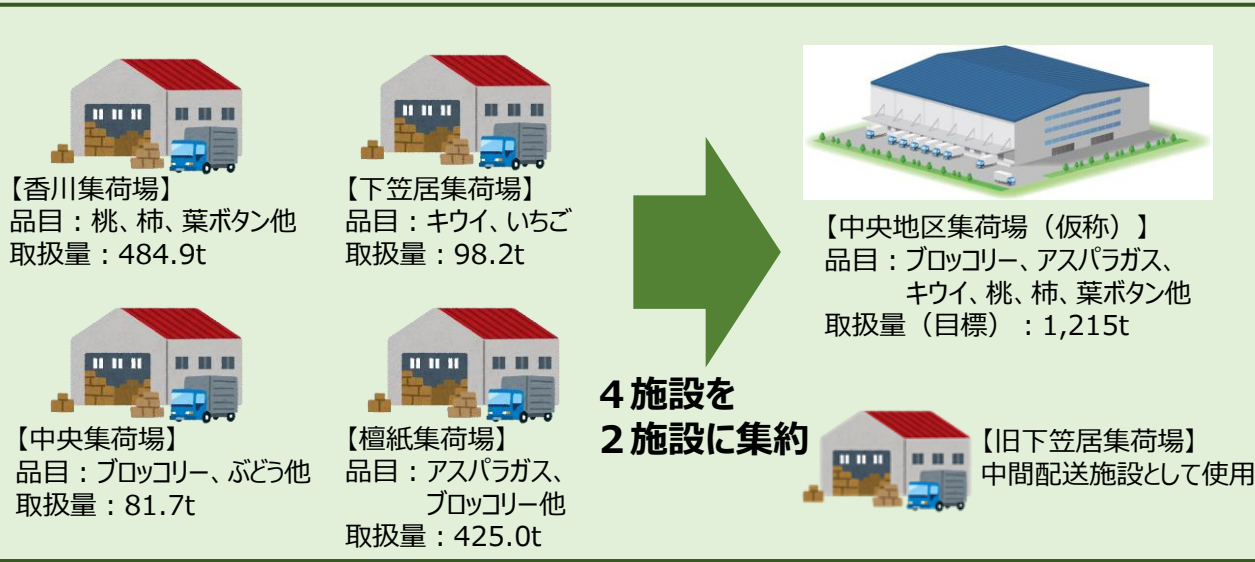 【香川集荷場】
品目：桃、柿、葉ボタン他
取扱量：484.9t
【下笠居集荷場】
品目：キウイ、いちご
取扱量：98.2t
【中央集荷場】
品目：ブロッコリー、ぶどう他
取扱量：81.7t
【檀紙集荷場】
品目：アスパラガス、
ブロッコリー他
取扱量：425.0t
４施設を
２施設に集約
【中央地区集荷場（仮称）】
品目：ブロッコリー、アスパラガス、
キウイ、桃、柿、葉ボタン他
取扱量（目標）：1,215t
【旧下笠居集荷場】
中間配送施設として使用